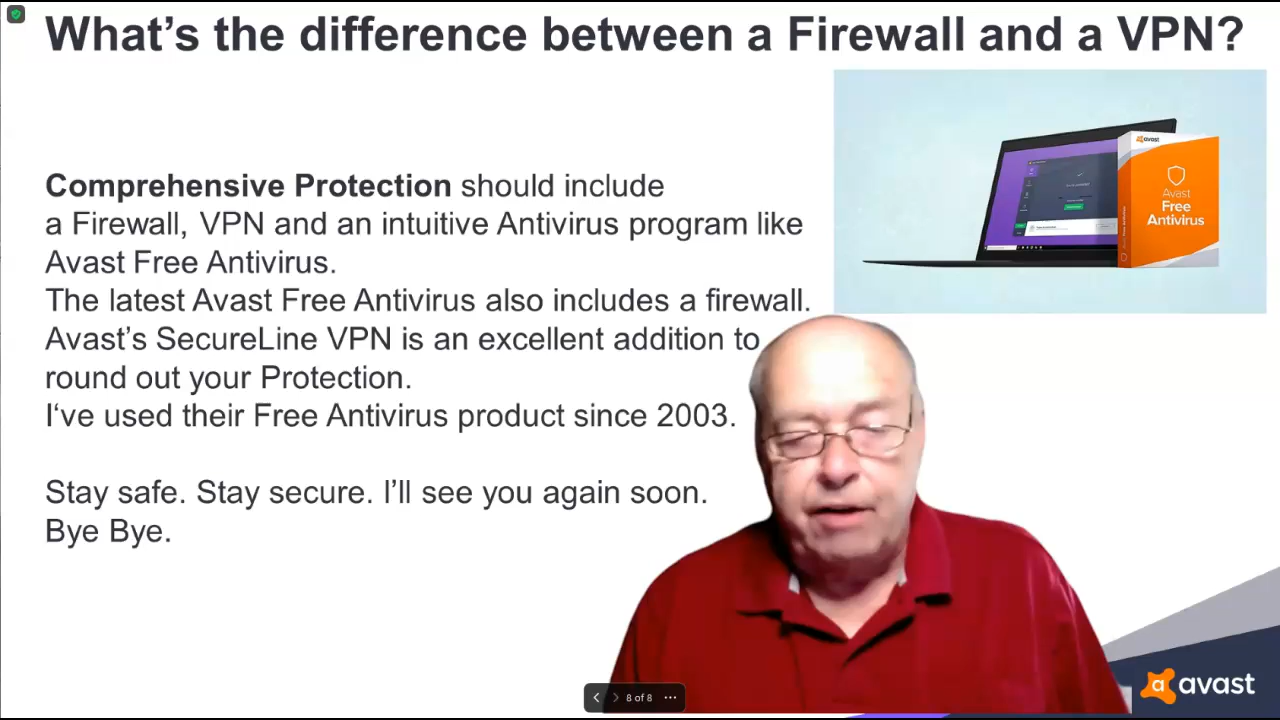 What's the difference between a Firewall and a VPN?
Comprehensive Protection should include
a Firewall, VPN and an intuitive Antivirus program like
Avast Free Antivirus.
The latest Avast Free Antivirus also includes a firewall.
Avast's SecureLine VPN is an excellent addition to
round out your Protection.
I‘ve used their Free Antivirus product since 2003.
Stay safe. Stay secure. I'll see you again soon.
Bye Bye.
avast
Avast
Free
Antivirus
8 of 8
avast